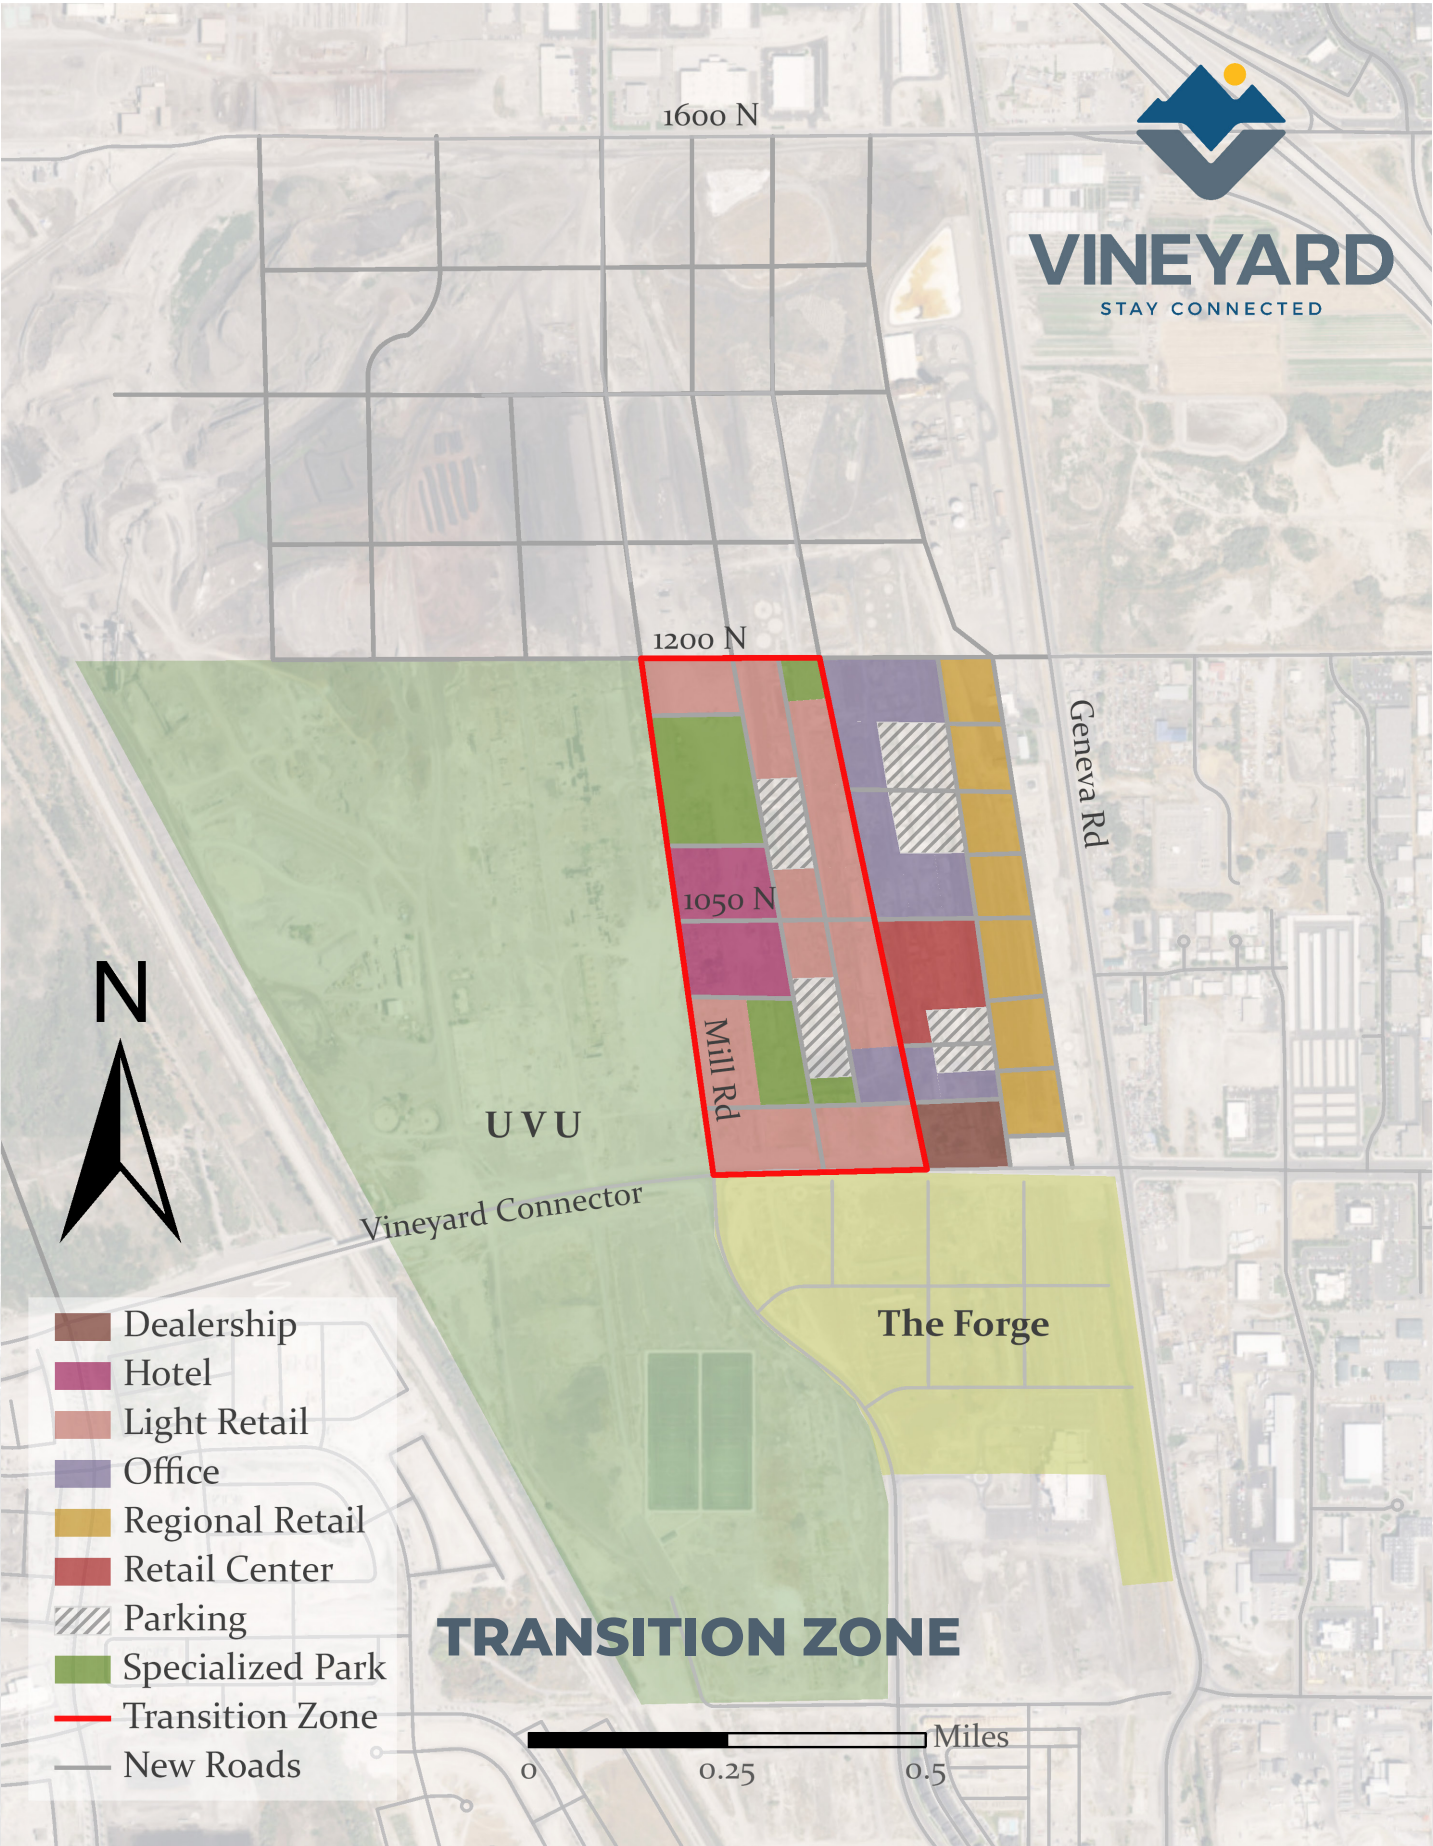 1600 N
VINEYARD
STAY CONNECTED
1200 N
Geneva Rd
1050 N
N
Mill Rd
UVU
Vineyard Connector
The Forge
Dealership
Hotel
Light Retail
Office
Regional Retail
Retail Center
Parking
Specialized Park
Transition Zone
New Roads
TRANSITION ZONE
Miles
0 0.25 0.5